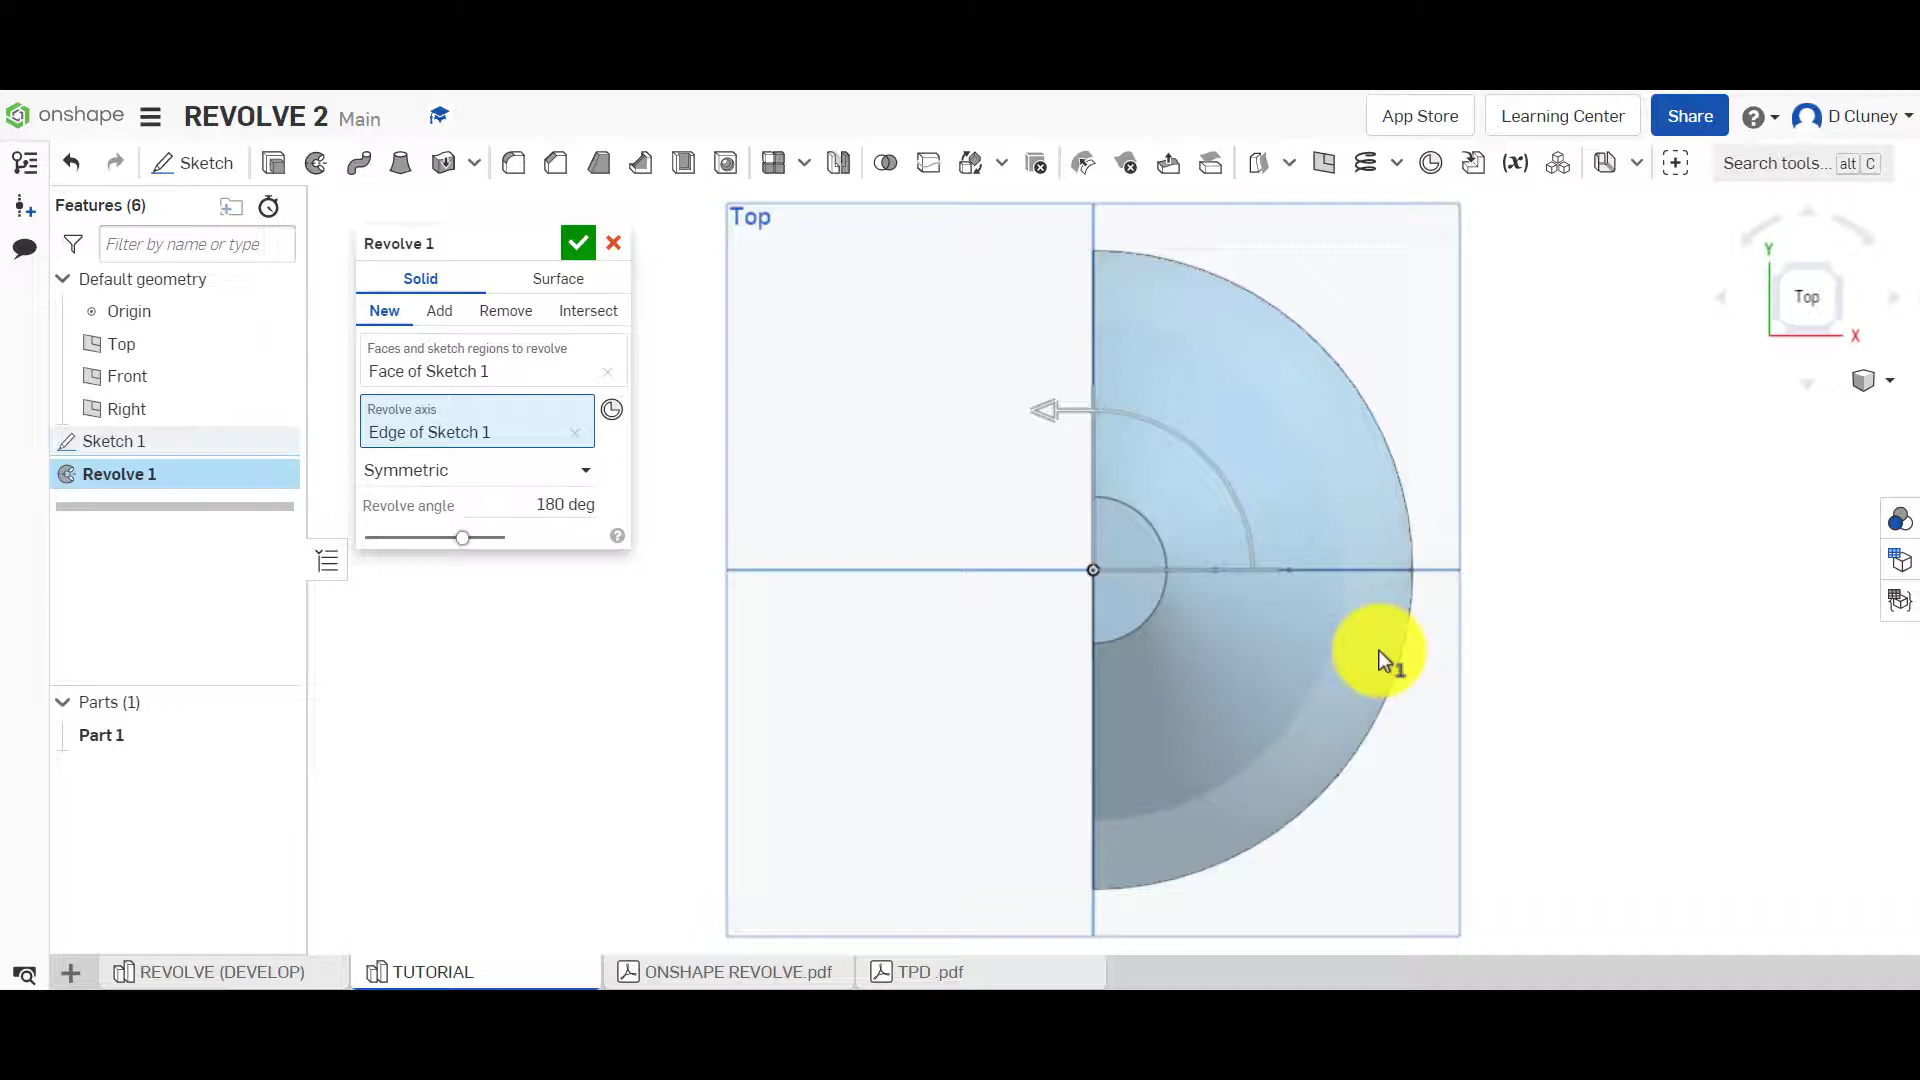 onshape REVOLVE 2 Main App Store Learning Center Share D Cluney
Sketch Search tools... alt C
Features (6)
Filter by name or type
Default geometry
Origin
Top
Front
Right
Sketch 1
Revolve 1
Parts (1)
Part 1
Revolve 1
Solid Surface
New Add Remove Intersect
Faces and sketch regions to revolve
Face of Sketch 1
Revolve axis
Edge of Sketch 1
Symmetric
Revolve angle 180 deg
Top
1
Y
Top
X
REVOLVE (DEVELOP) TUTORIAL ONSHAPE REVOLVE.pdf TPD .pdf